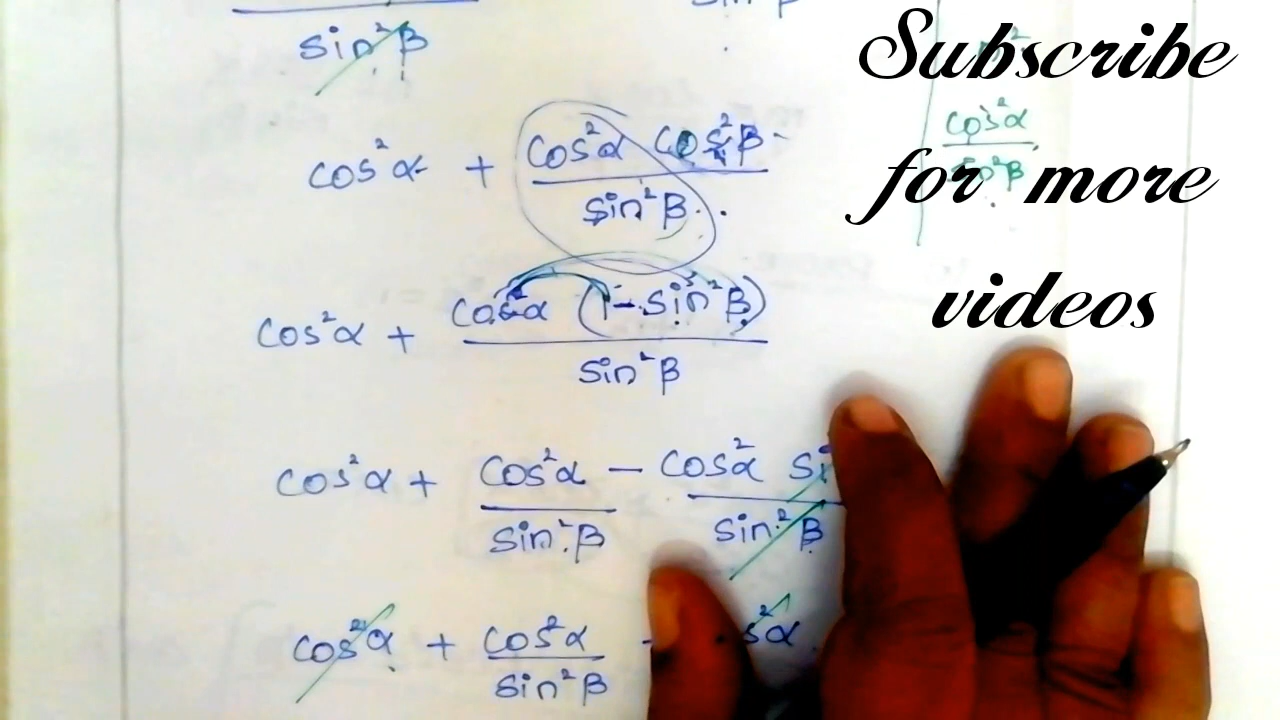 sin²β
Subscribe
for more
videos
cos²α + cos²α cos²β
sin²β
cos²α
sin²β
cos²α + cos²α (1 - sin²β)
sin²β
cos²α + cos²α - cos²α
sin²β sin²β
cos²α + cos²α
sin²β